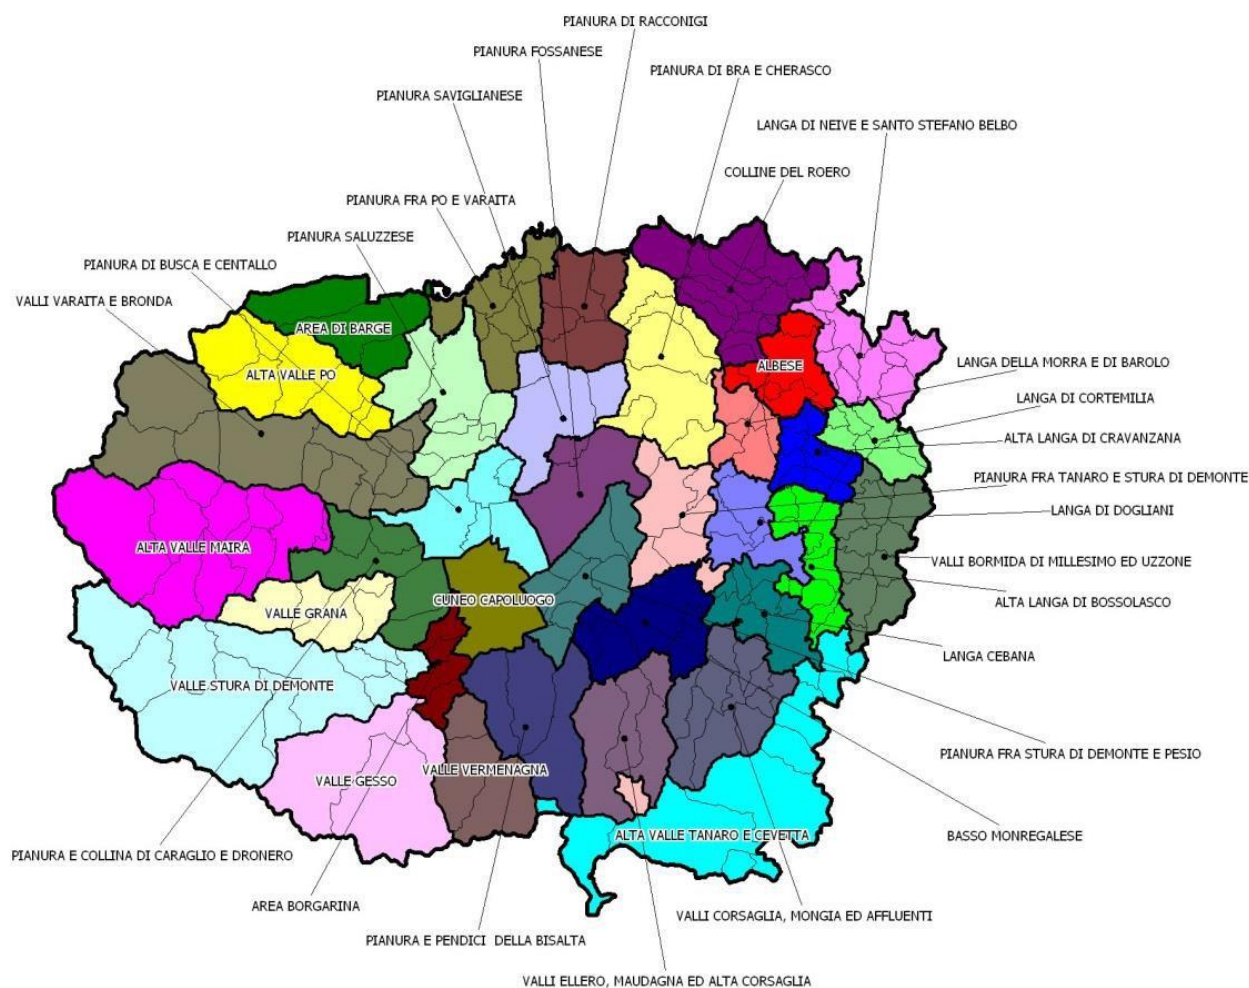 PIANURA DI RACCONIGI
PIANURA FOSSANESE
PIANURA DI BRA E CHERASCO
PIANURA SAVIGLIANESE
LANGA DI NEIVE E SANTO STEFANO BELBO
COLLINE DEL ROERO
PIANURA FRA PO E VARAITA
PIANURA SALUZZESE
PIANURA DI BUSCA E CENTALLO
VALLI VARAITA E BRONDA
AREA DI BARGE
ALTA VALLE PO
ALBESE
LANGA DELLA MORRA E DI BAROLO
LANGA DI CORTEMILIA
ALTA LANGA DI CRAVANZANA
PIANURA FRA TANARO E STURA DI DEMONTE
LANGA DI DOGLIANI
ALTA VALLE MAIRA
VALLI BORMIDA DI MILLESIMO ED UZZONE
CUNEO CAPOLUOGO
ALTA LANGA DI BOSSOLASCO
VALLE GRANA
LANGA CEBANA
VALLE STURA DI DEMONTE
PIANURA FRA STURA DI DEMONTE E PESIO
VALLE VERMENAGNA
VALLE GESSO
ALTA VALLE TANARO E CEVETTA
BASSO MONREGALESE
PIANURA E COLLINA DI CARAGLIO E DRONERO
AREA BORGARINA
VALLI CORSAGLIA, MONGIA ED AFFLUENTI
PIANURA E PENDICI  DELLA BISALTA
VALLI ELLERO, MAUDAGNA ED ALTA CORSAGLIA